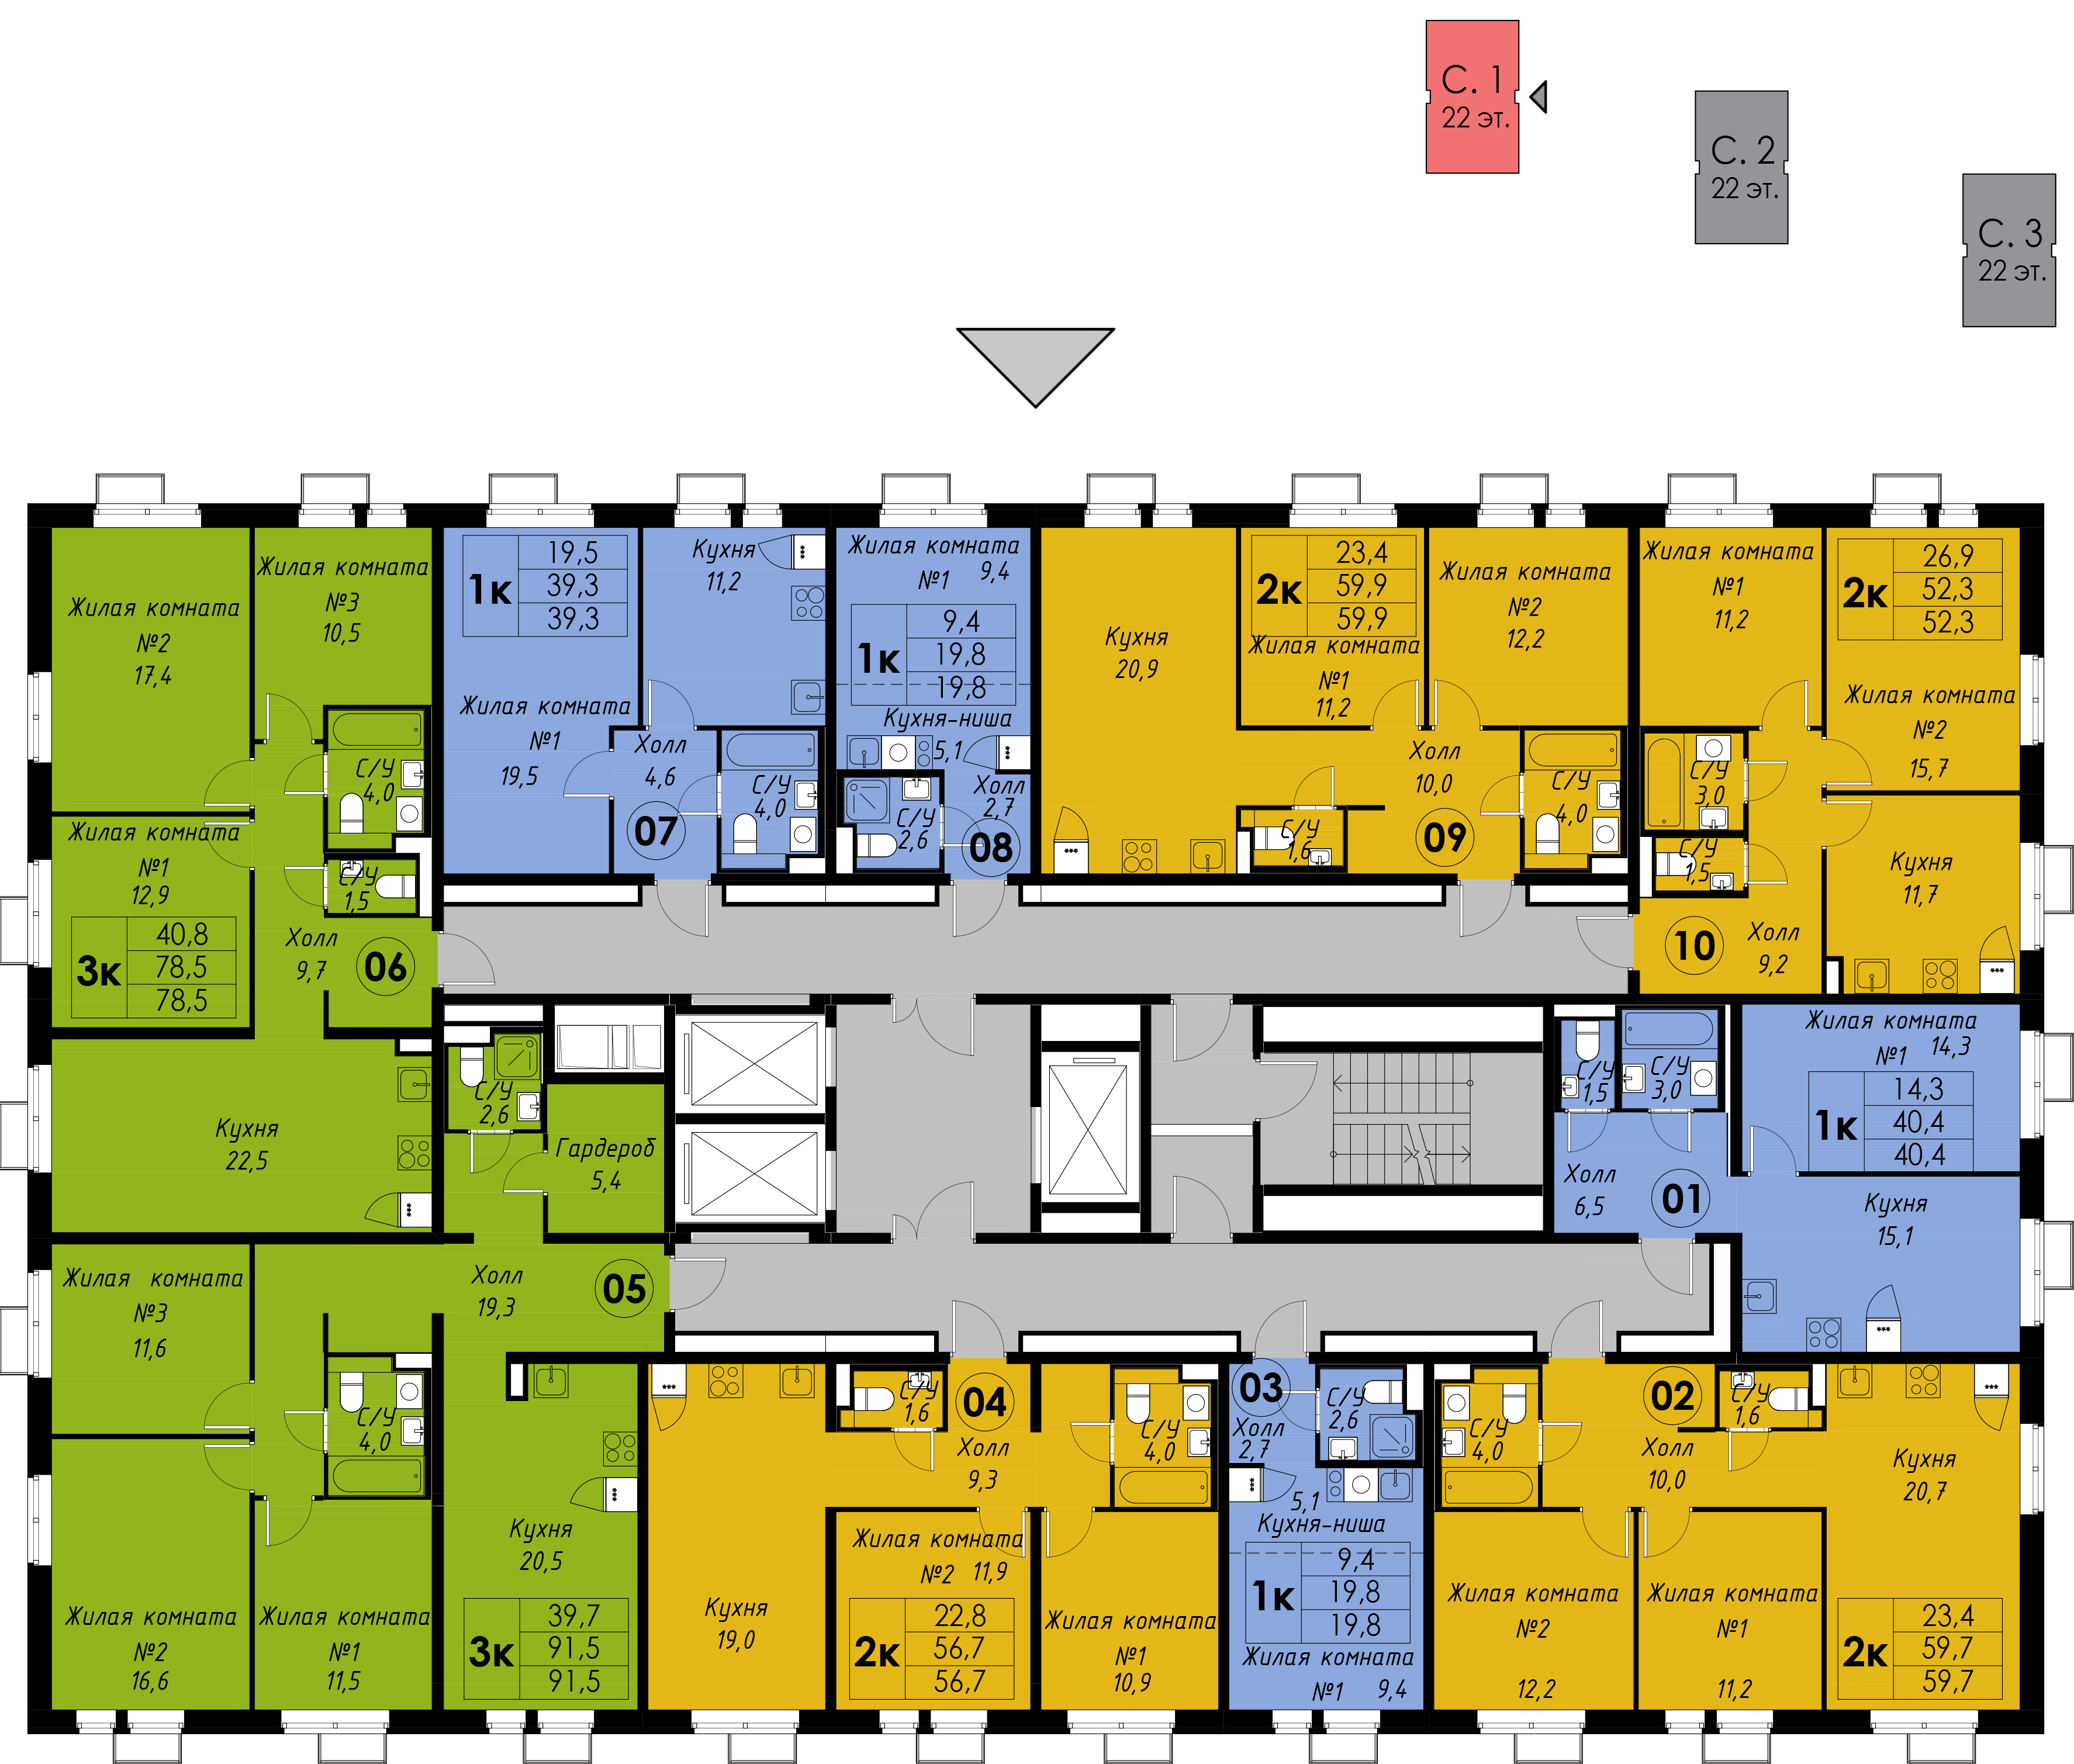 С. 1
22 эт.
С. 2
22 эт.
С. 3
22 эт.
Жилая комната
№2
17,4
Жилая комната
№3
10,5
С/У
4,0
Жилая комната
№1
12,9
3к
40,8
78,5
78,5
С/У
1,5
Холл
9,7
06
Кухня
22,5
1к
19,5
39,3
39,3
Жилая комната
№1
19,5
Кухня
11,2
Холл
4,6
07
С/У
4,0
Жилая комната
№1 9,4
1к
9,4
19,8
19,8
Кухня-ниша
5,1
Холл
2,7
С/У
2,6
08
Кухня
20,9
2к
23,4
59,9
59,9
Жилая комната
№1
11,2
Жилая комната
№2
12,2
Холл
10,0
С/У
4,0
С/У
1,6
09
Жилая комната
№1
11,2
2к
26,9
52,3
52,3
Жилая комната
№2
15,7
С/У
3,0
С/У
1,5
Кухня
11,7
10
Холл
9,2
С/У
2,6
Гардероб
5,4
Холл
19,3
05
Жилая комната
№3
11,6
С/У
4,0
Жилая комната
№2
16,6
Жилая комната
№1
11,5
Кухня
20,5
3к
39,7
91,5
91,5
Кухня
19,0
С/У
1,6
04
Холл
9,3
С/У
4,0
Жилая комната
№2 11,9
2к
22,8
56,7
56,7
Жилая комната
№1
10,9
03
Холл
2,7
С/У
2,6
5,1
Кухня-ниша
1к
9,4
19,8
19,8
Жилая комната
№1 9,4
С/У
4,0
02
Холл
10,0
С/У
1,6
Кухня
20,7
Жилая комната
№2
12,2
Жилая комната
№1
11,2
2к
23,4
59,7
59,7
С/У
1,5
С/У
3,0
Жилая комната
№1 14,3
1к
14,3
40,4
40,4
Холл
6,5
01
Кухня
15,1